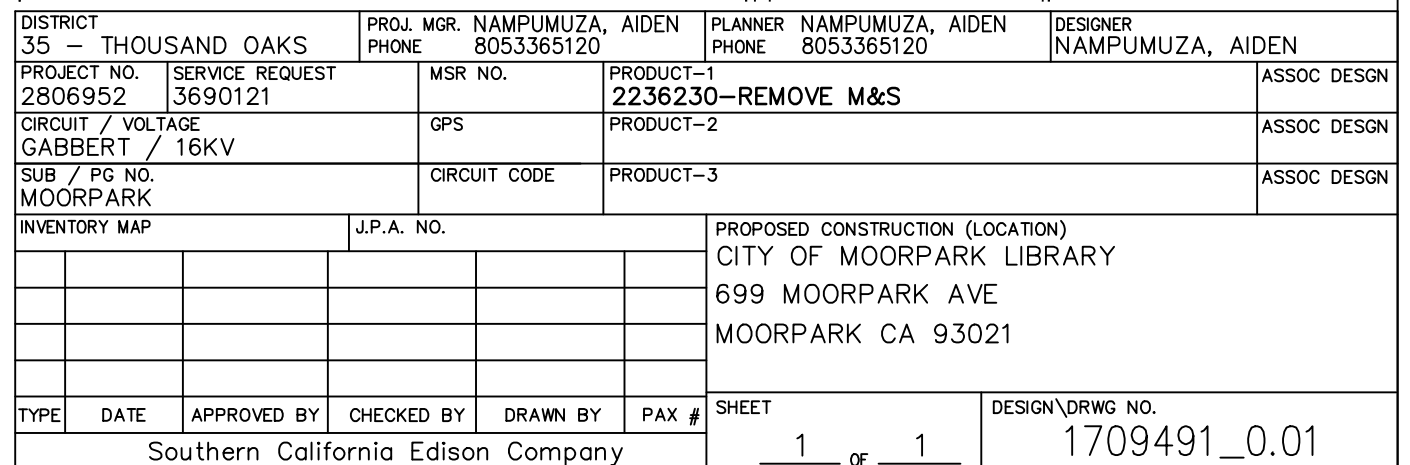 DISTRICT
35 – THOUSAND OAKS
PROJ. MGR. NAMPUMUZA, AIDEN
PHONE 8053365120
PLANNER NAMPUMUZA, AIDEN
PHONE 8053365120
DESIGNER
NAMPUMUZA, AIDEN
PROJECT NO.
2806952
SERVICE REQUEST
3690121
MSR NO.
PRODUCT–1
2236230–REMOVE M&S
ASSOC DESGN
CIRCUIT / VOLTAGE
GABBERT / 16KV
GPS
PRODUCT–2
ASSOC DESGN
SUB / PG NO.
MOORPARK
CIRCUIT CODE
PRODUCT–3
ASSOC DESGN
INVENTORY MAP
J.P.A. NO.
PROPOSED CONSTRUCTION (LOCATION)
CITY OF MOORPARK LIBRARY
699 MOORPARK AVE
MOORPARK CA 93021
TYPE DATE APPROVED BY CHECKED BY DRAWN BY PAX #
Southern California Edison Company
SHEET
1 OF 1
DESIGN\DRWG NO.
1709491_0.01